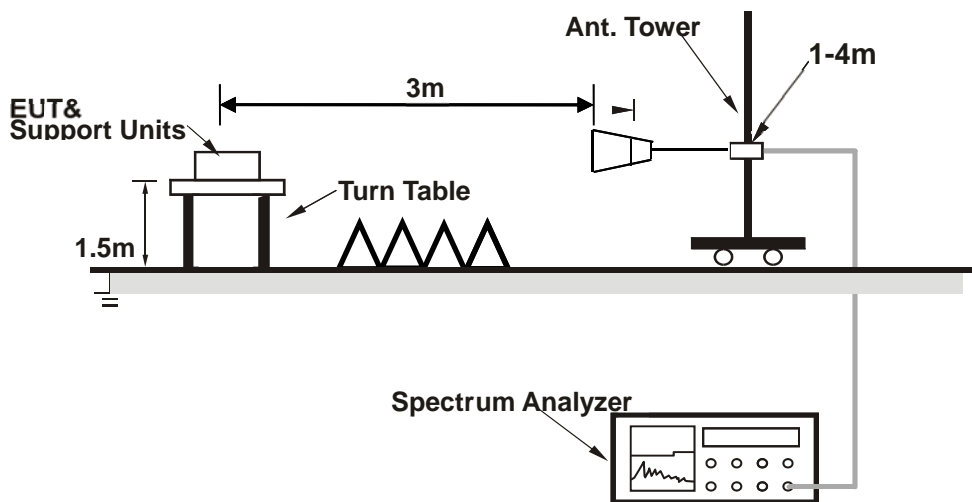 Ant. Tower
1-4m
3m
EUT&
Support Units
Turn Table
1.5m
Spectrum Analyzer